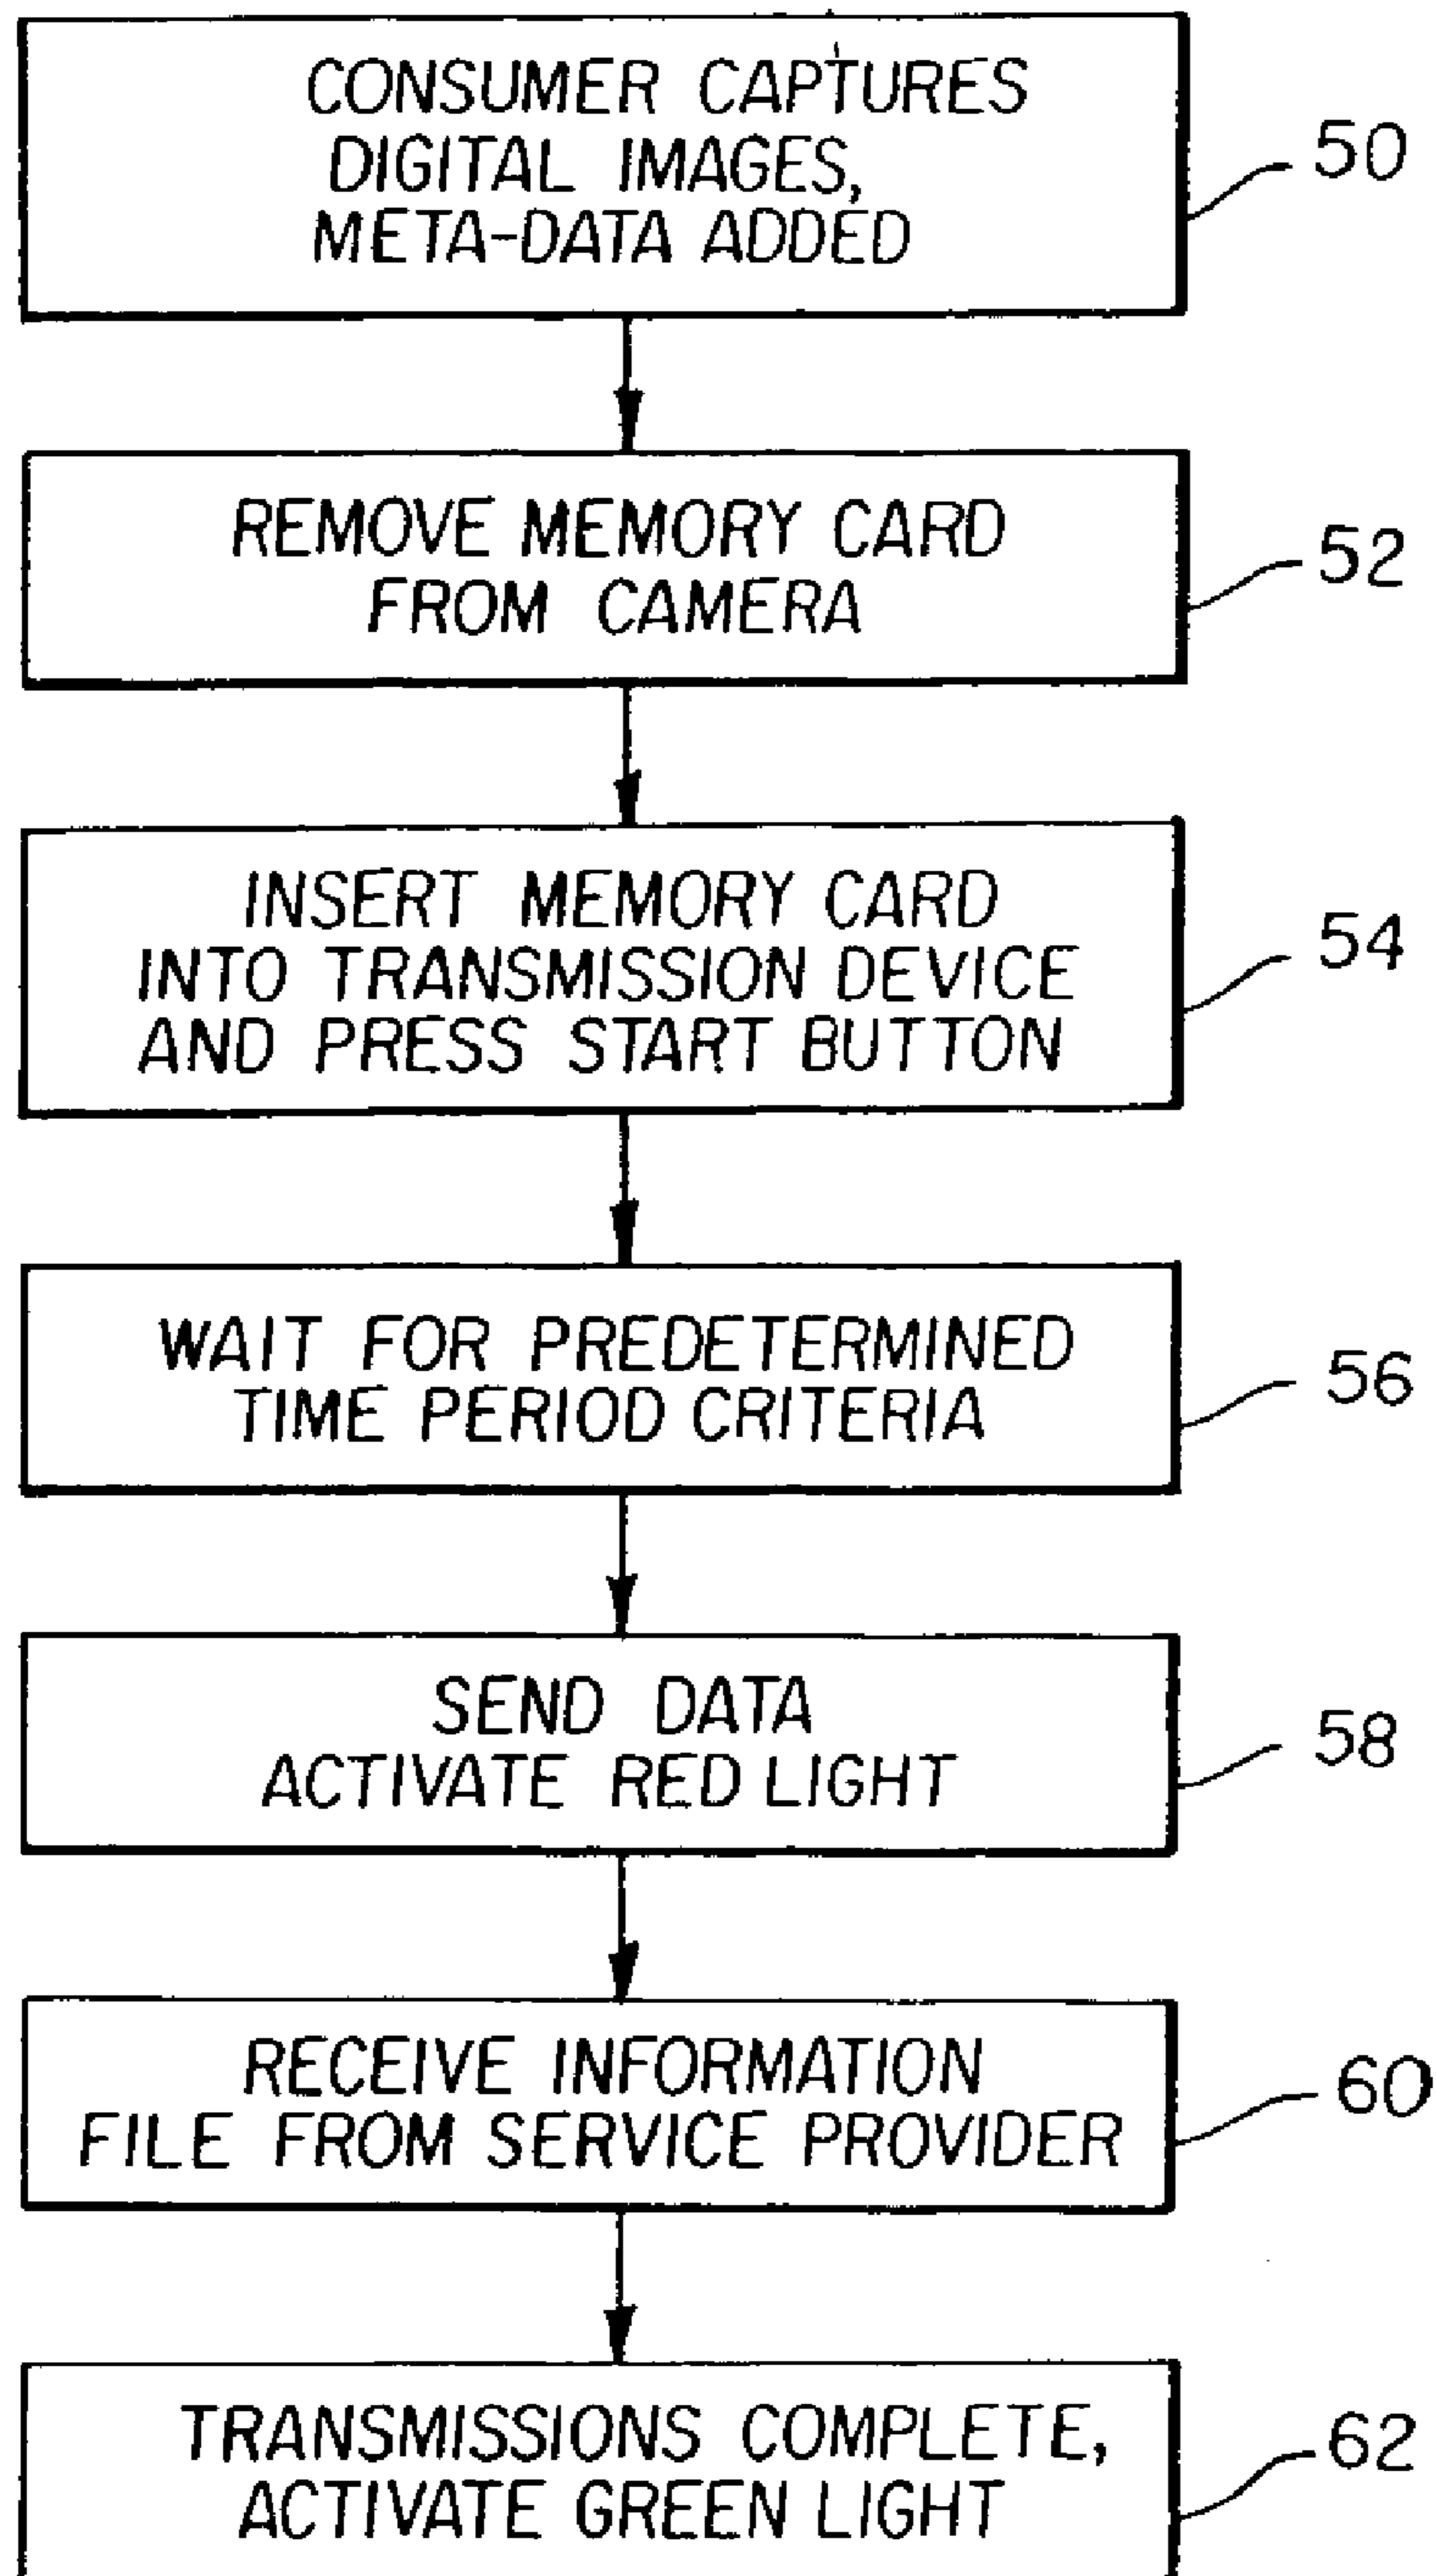 CONSUMER CAPTURES
DIGITAL IMAGES,
META-DATA ADDED
50
REMOVE MEMORY CARD
FROM CAMERA
52
INSERT MEMORY CARD
INTO TRANSMISSION DEVICE
AND PRESS START BUTTON
54
WAIT FOR PREDETERMINED
TIME PERIOD CRITERIA
56
SEND DATA
ACTIVATE RED LIGHT
58
RECEIVE INFORMATION
FILE FROM SERVICE PROVIDER
60
TRANSMISSIONS COMPLETE,
ACTIVATE GREEN LIGHT
62